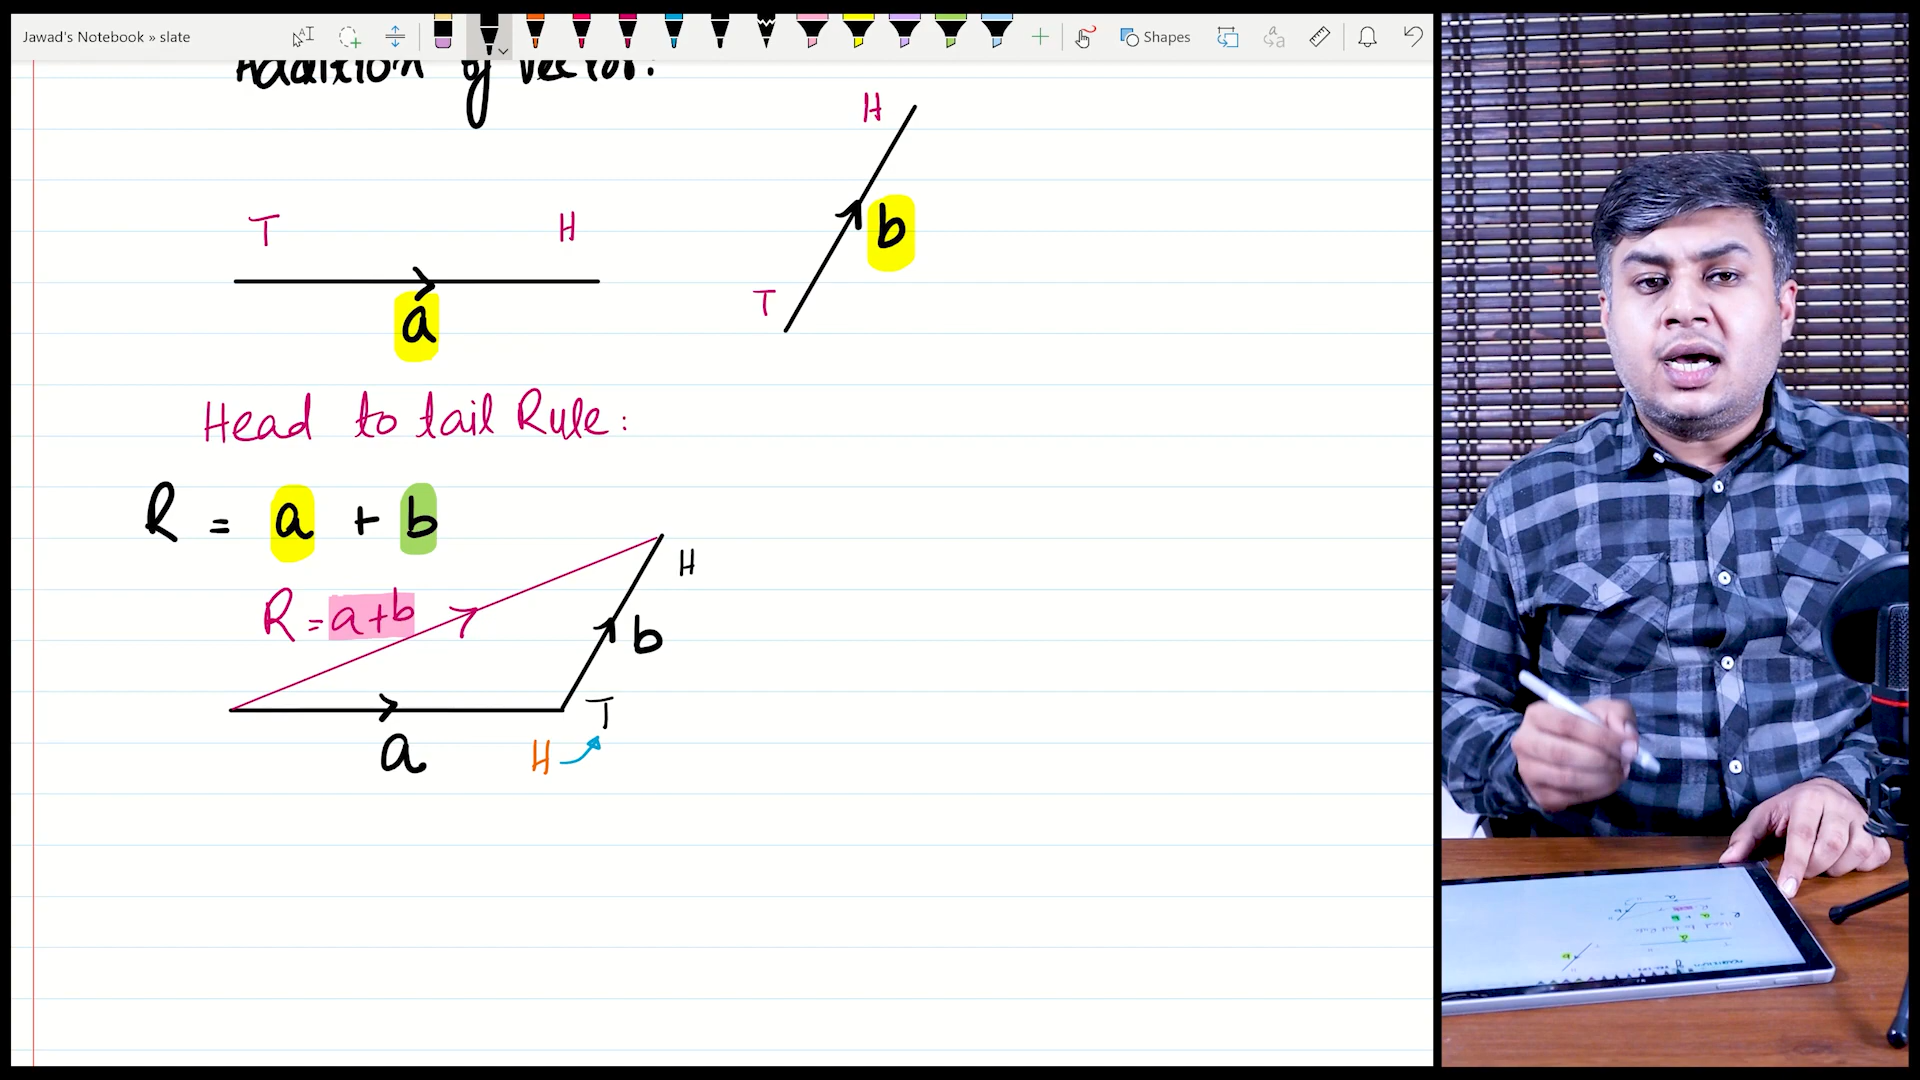 Jawad's Notebook » slate
Shapes
Addition of Vector:
H
T H
b
T
a
Head to tail Rule:
R = a + b
H
R = a+b
b
T
a
H